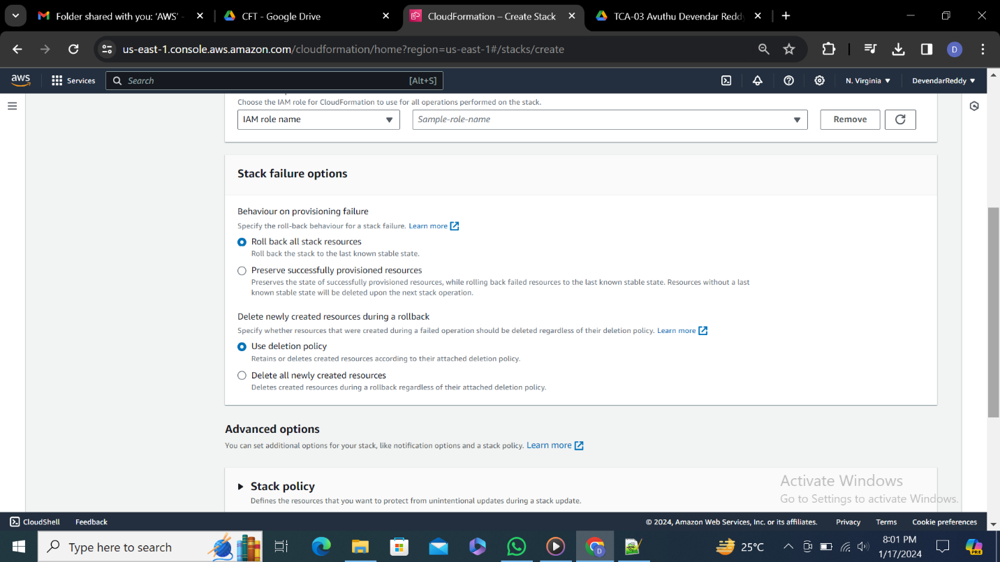 Folder shared with you: 'AWS' -
CFT - Google Drive
CloudFormation – Create Stack
TCA-03 Avuthu Devendar Reddy
us-east-1.console.aws.amazon.com/cloudformation/home?region=us-east-1#/stacks/create
D
aws
Services
Search
[Alt+S]
N. Virginia
DevendarReddy
Choose the IAM role for CloudFormation to use for all operations performed on the stack.
IAM role name
Sample-role-name
Remove
Stack failure options
Behaviour on provisioning failure
Specify the roll-back behaviour for a stack failure. Learn more
Roll back all stack resources
Roll back the stack to the last known stable state.
Preserve successfully provisioned resources
Preserves the state of successfully provisioned resources, while rolling back failed resources to the last known stable state. Resources without a last
known stable state will be deleted upon the next stack operation.
Delete newly created resources during a rollback
Specify whether resources that were created during a failed operation should be deleted regardless of their deletion policy. Learn more
Use deletion policy
Retains or deletes created resources according to their attached deletion policy.
Delete all newly created resources
Deletes created resources during a rollback regardless of their attached deletion policy.
Advanced options
You can set additional options for your stack, like notification options and a stack policy. Learn more
Stack policy
Defines the resources that you want to protect from unintentional updates during a stack update.
Activate Windows
Go to Settings to activate Windows.
CloudShell
Feedback
© 2024, Amazon Web Services, Inc. or its affiliates.
Privacy
Terms
Cookie preferences
Type here to search
D
25°C
8:01 PM
1/17/2024
PRE